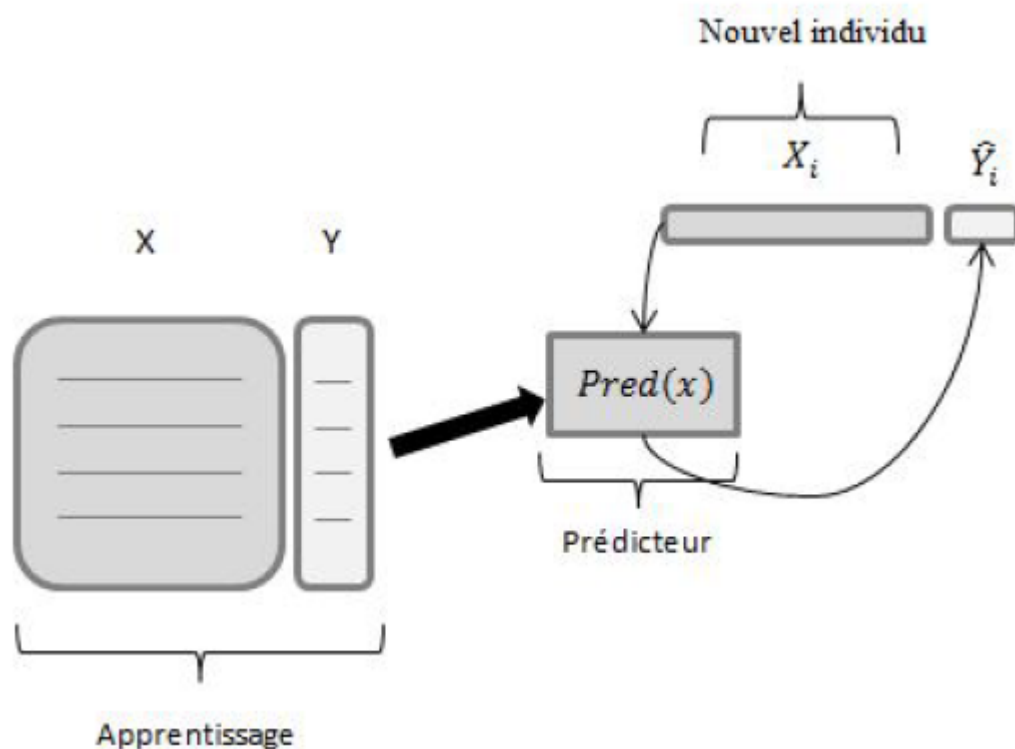 Nouvel individu
X_i
Ŷ_i
X
Y
Pred(x)
Prédicteur
Apprentissage